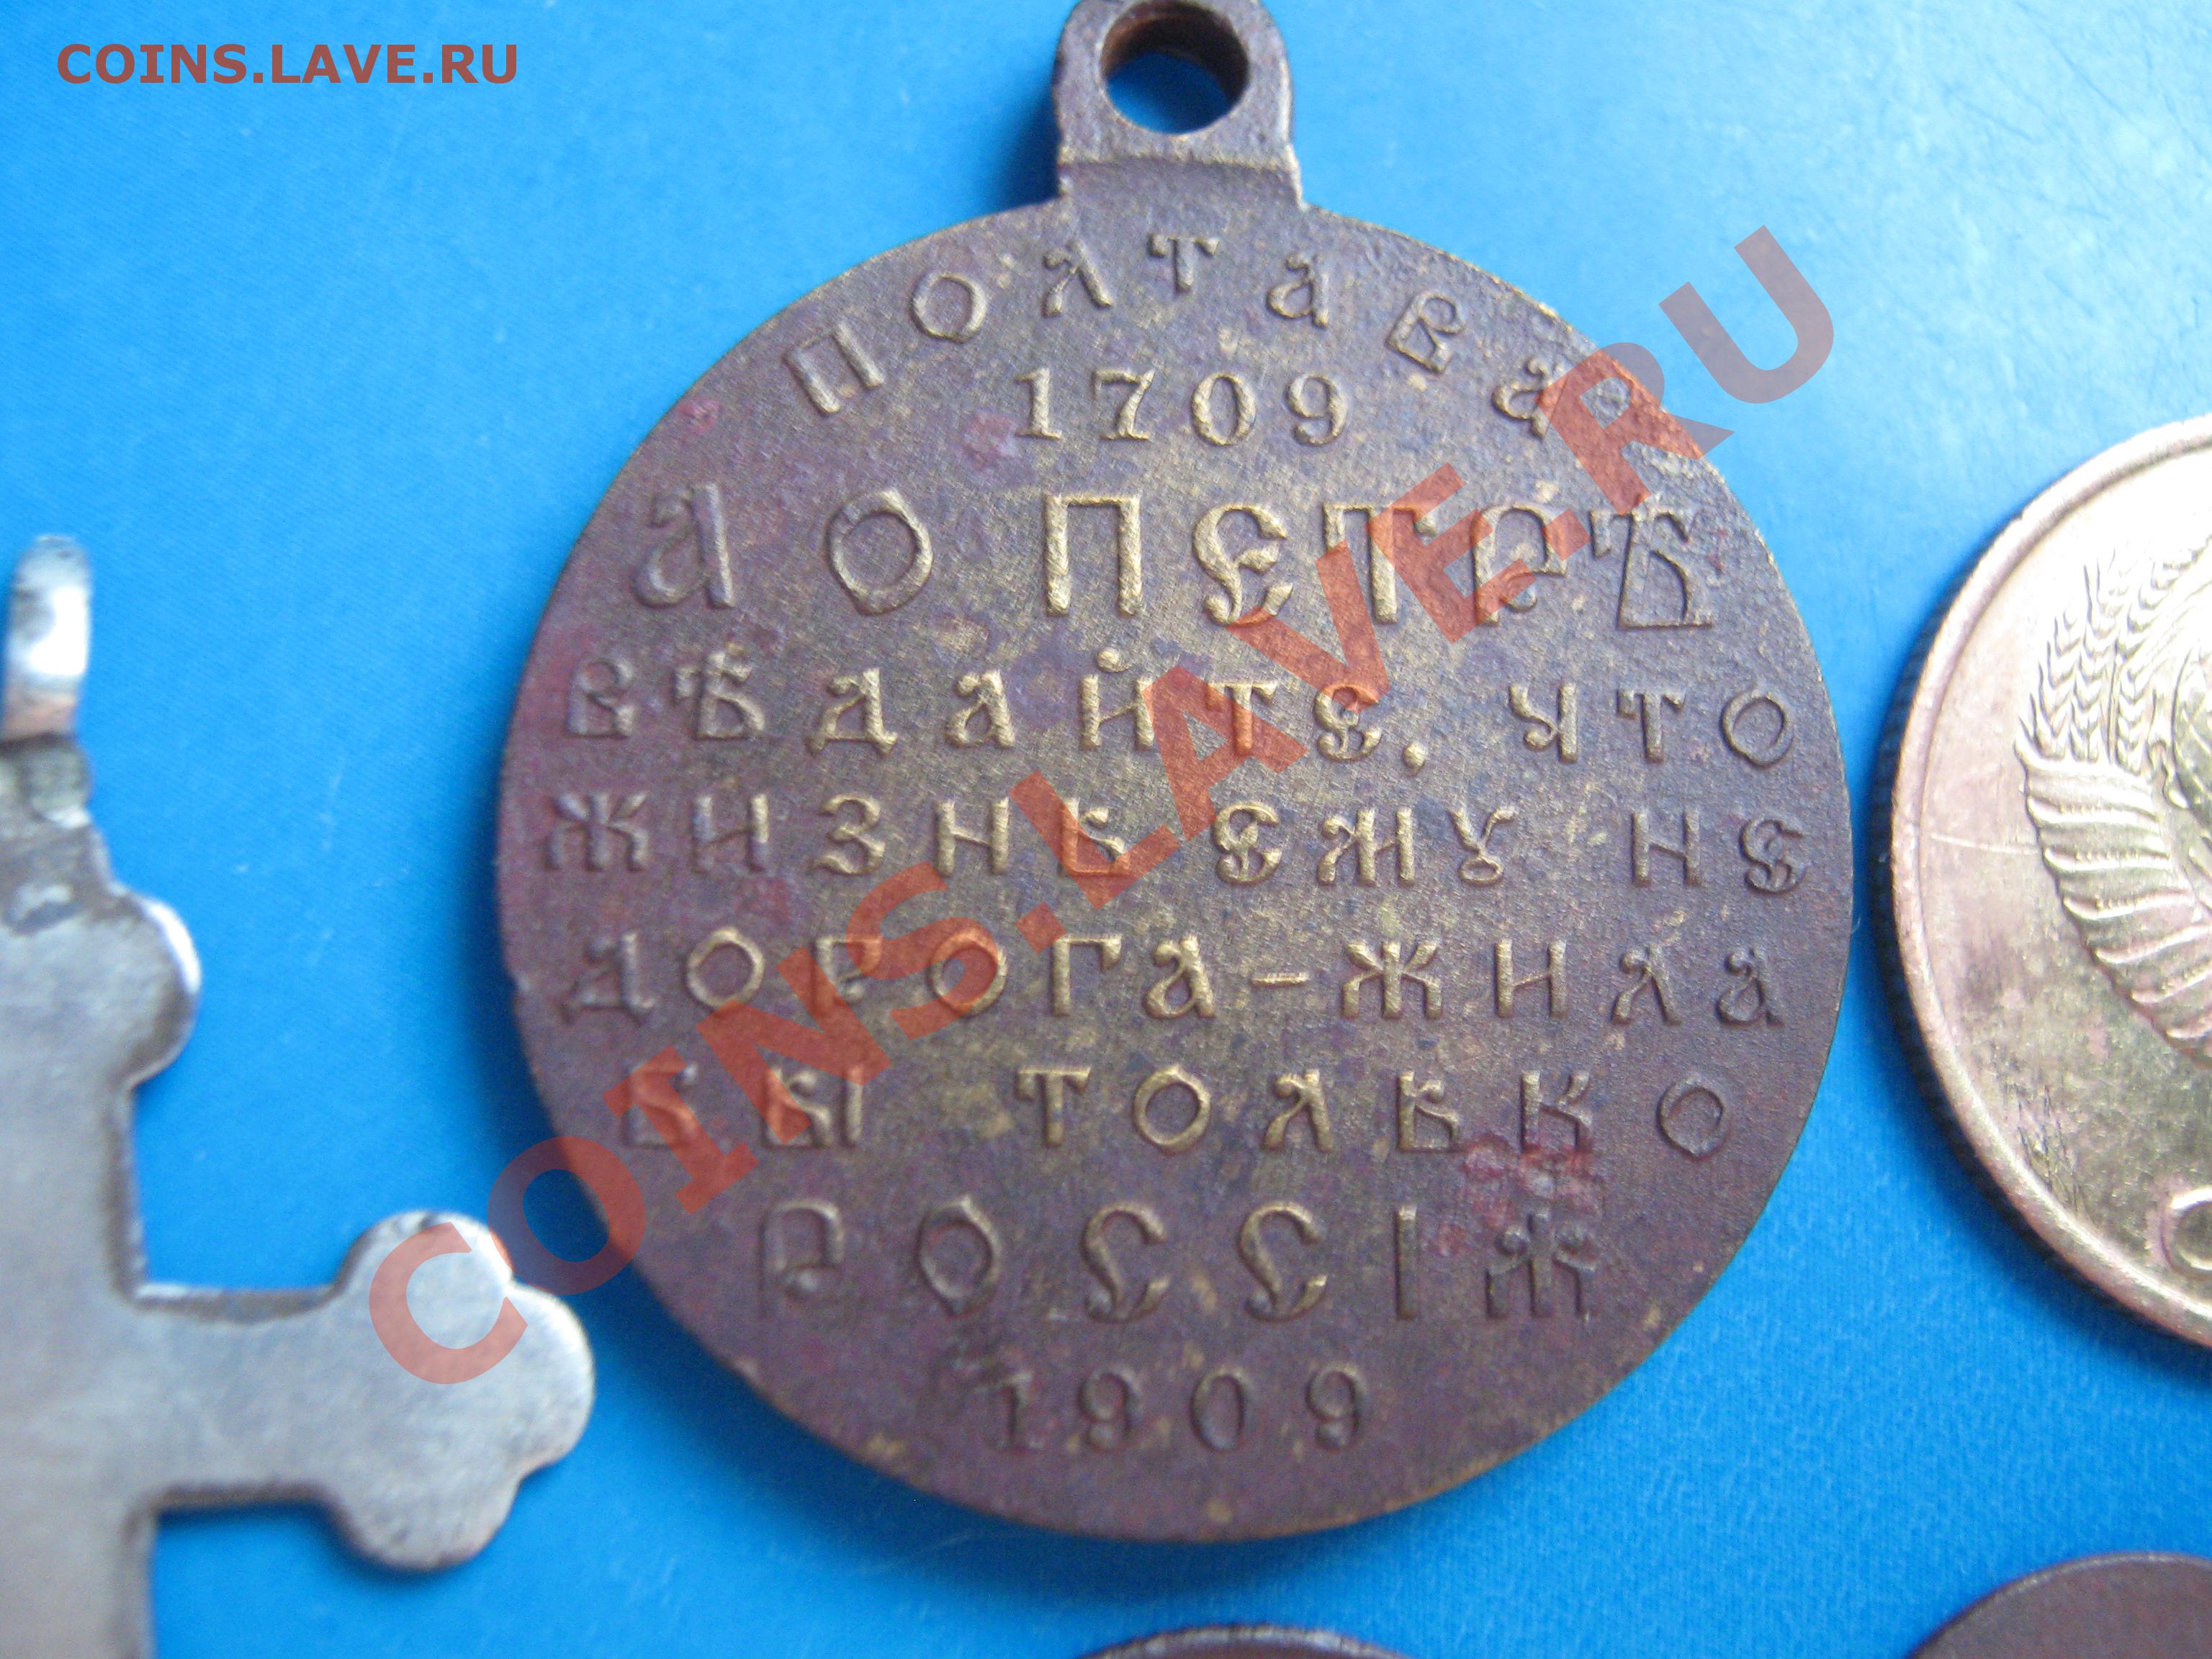 COINS.LAVE.RU
ПОЛТАВА
1709
А О ПЕТРѢ
ВѢДАЙТЕ, ЧТО
ЖИЗНЬ ЕМУ НЕ
ДОРОГА-ЖИЛА
БЫ ТОЛЬКО
РОССІЯ
1909
COINS.LAVE.RU